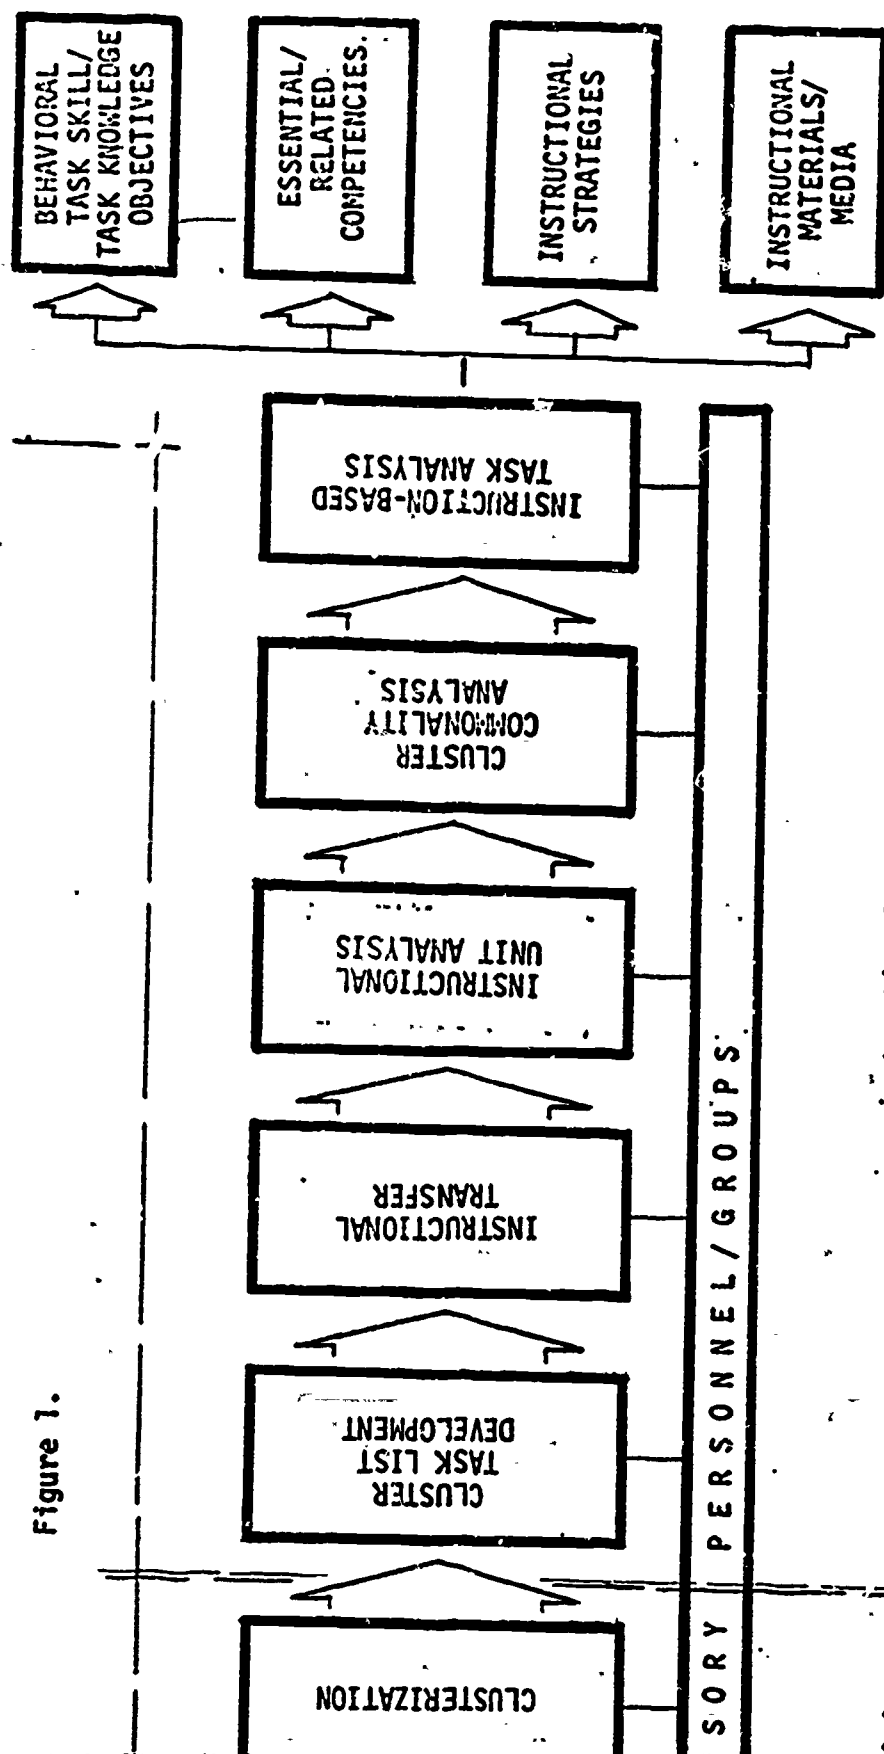 Figure 1.
BEHAVIORAL
TASK SKILL/
TASK KNOWLEDGE
OBJECTIVES
ESSENTIAL/
RELATED
COMPETENCIES.
INSTRUCTIONAL
STRATEGIES
INSTRUCTIONAL
MATERIALS/
MEDIA
INSTRUCTION-BASED
TASK ANALYSIS
CLUSTER
COMMONALITY
ANALYSIS
INSTRUCTIONAL
UNIT ANALYSIS
INSTRUCTIONAL
TRANSFER
CLUSTER
TASK LIST
DEVELOPMENT
CLUSTERIZATION
SORY PERSONNEL/GROUPS